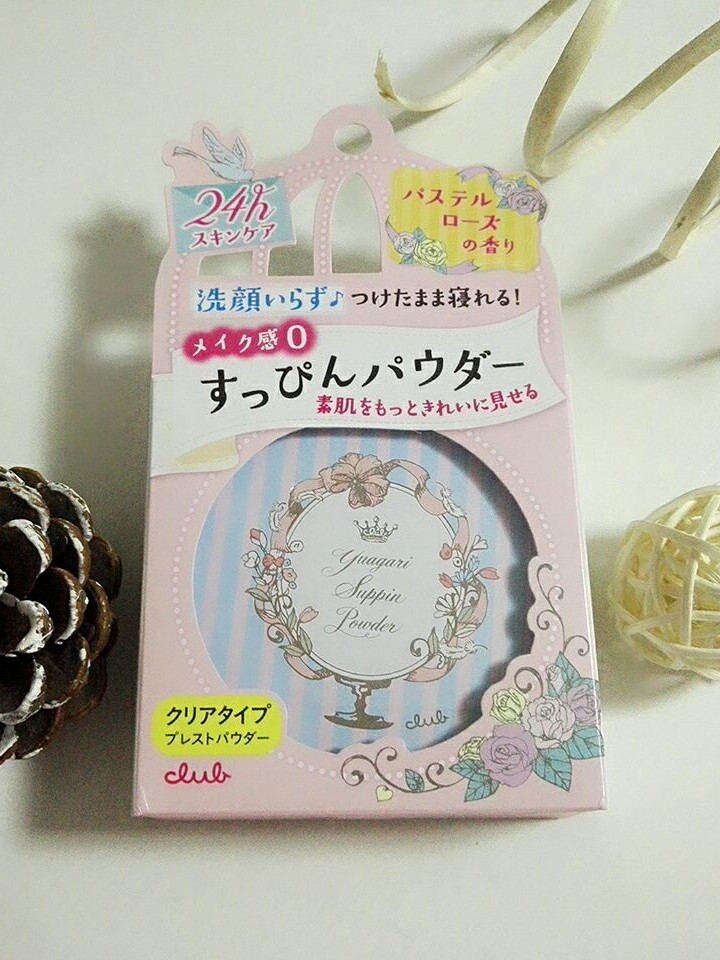 24h
スキンケア
パステル
ローズ
の香り
洗顔いらず♪つけたまま寝れる!
メイク感0
すっぴんパウダー
素肌をもっときれいに見せる
Yuagari
Suppin
Powder
club
クリアタイプ
プレストパウダー
club